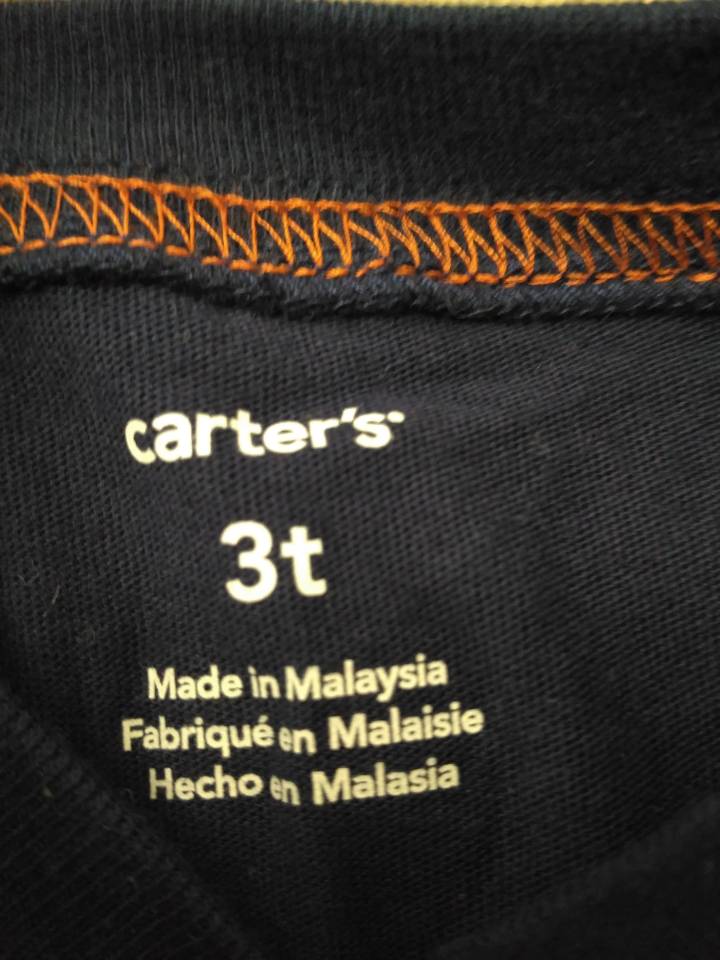 carter's
3t
Made in Malaysia
Fabriqué en Malaisie
Hecho en Malasia